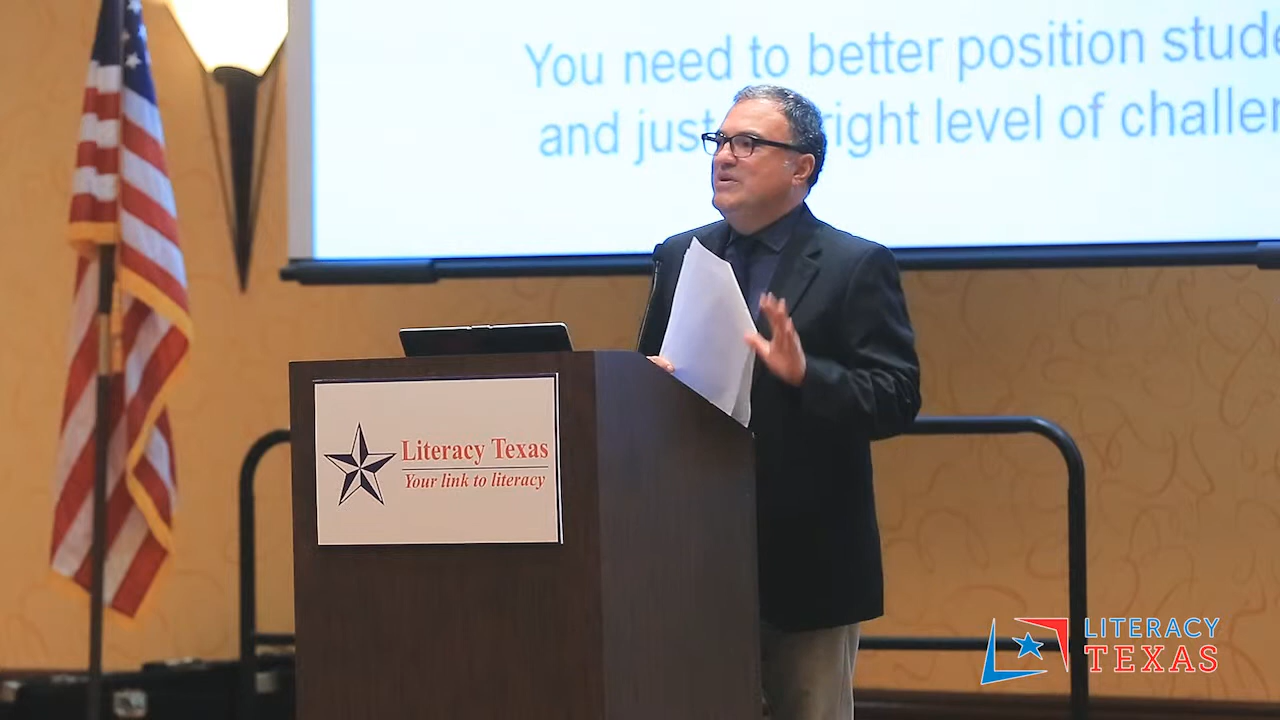 You need to better position stude
and just right level of challen
Literacy Texas
Your link to literacy
LITERACY
TEXAS